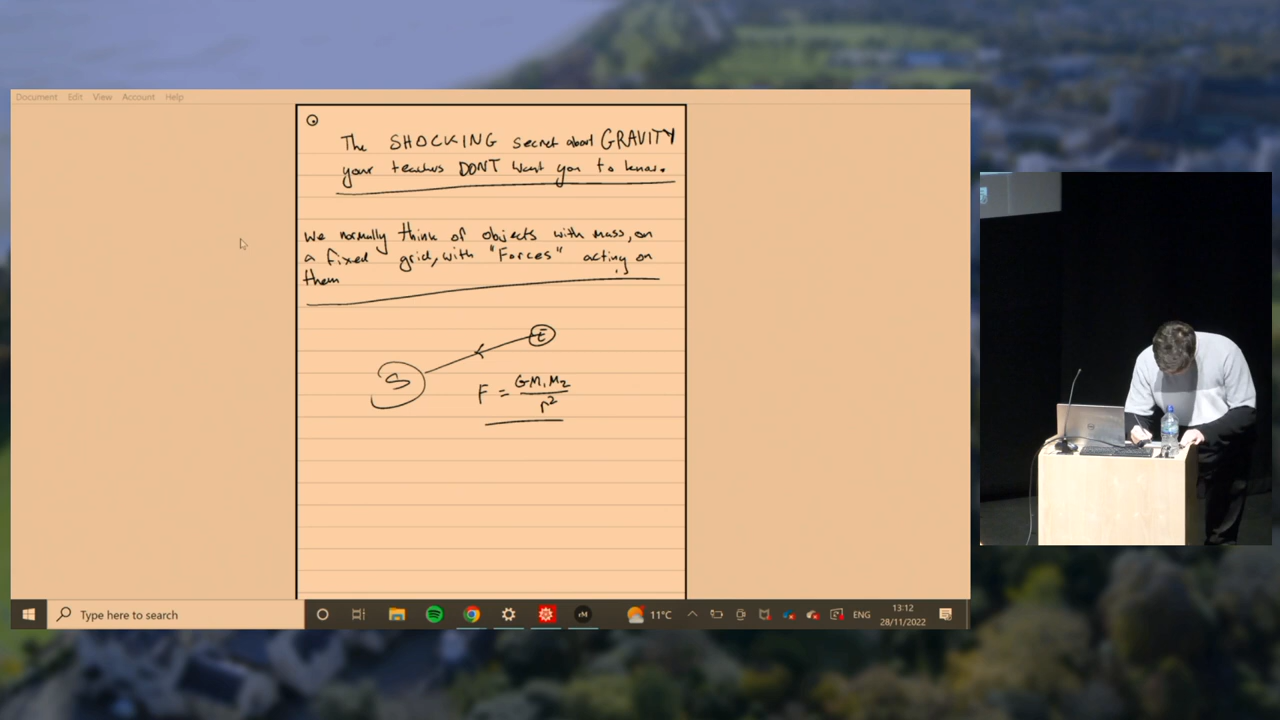 Document Edit View Account Help
The SHOCKING secret about GRAVITY
your teachers DONT want you to know.
We normally think of objects with mass, on
a fixed grid, with "Forces" acting on
them
E
S
F = GM₁M₂ / r²
Type here to search
rM
11°C
ENG
13:12
28/11/2022